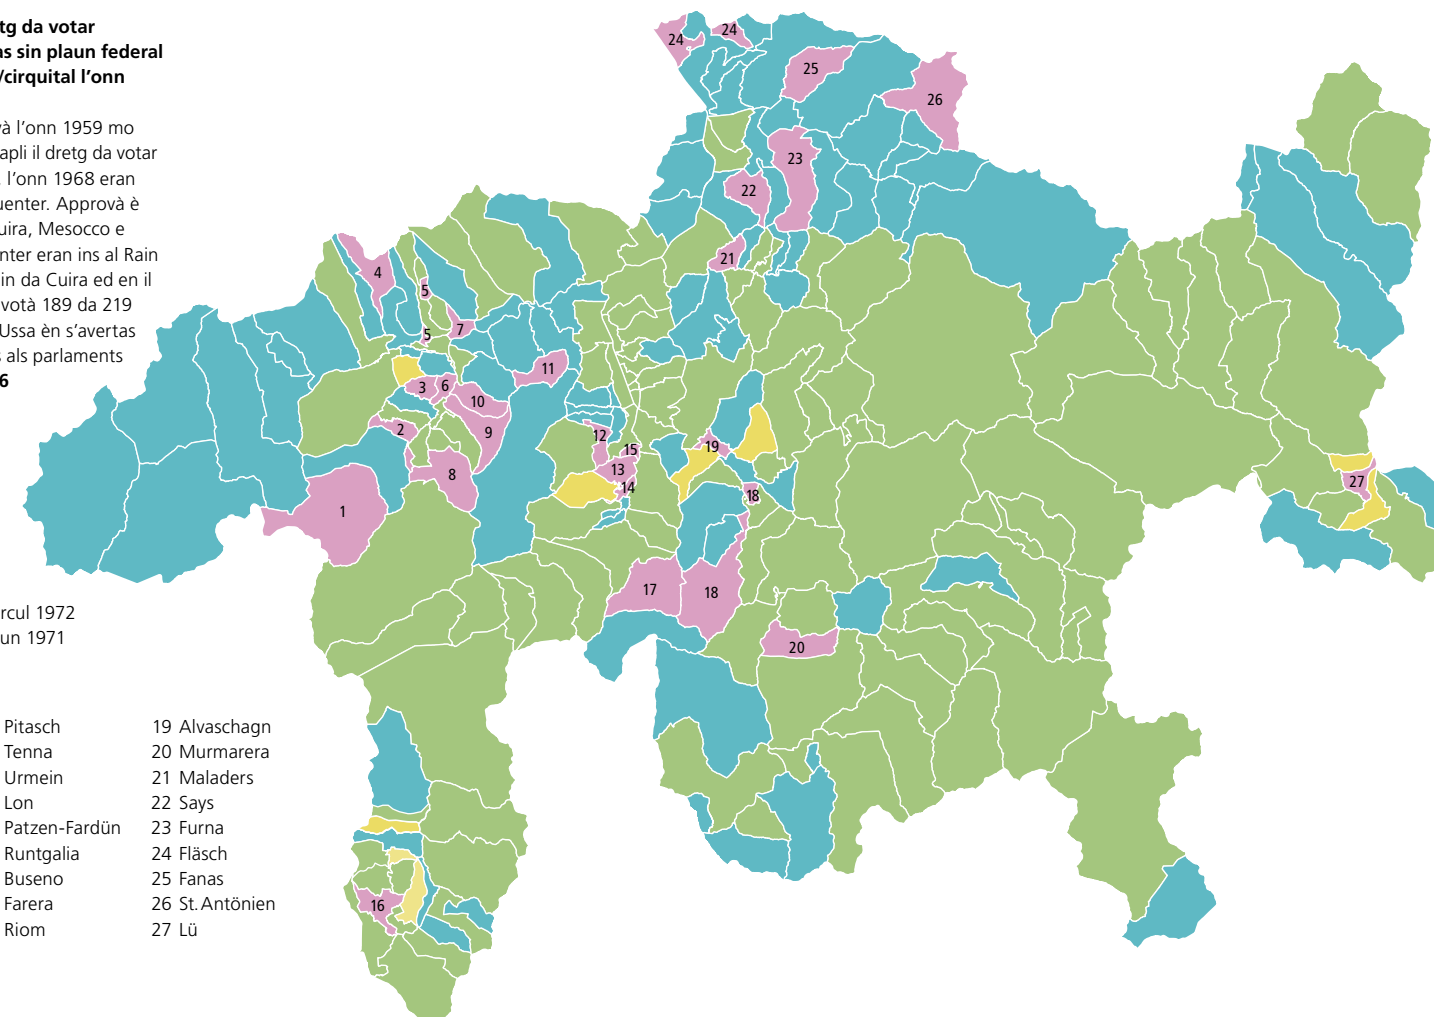 tg da votar
as sin plaun federal
/cirquital l’onn
và l’onn 1959 mo
apli il dretg da votar
, l’onn 1968 eran
uenter. Approvà è
uira, Mesocco e
nter eran ins al Rain
in da Cuira ed en il
votà 189 da 219
Ussa èn s’avertas
s als parlaments
6
rcul 1972
un 1971
Pitasch
Tenna
Urmein
Lon
Patzen-Fardün
Runtgalia
Buseno
Farera
Riom
19 Alvaschagn
20 Murmarera
21 Maladers
22 Says
23 Furna
24 Fläsch
25 Fanas
26 St. Antönien
27 Lü
24
24
25
26
23
22
21
4
5
5
7
11
3
6
10
2
9
8
1
12
15
13
14
19
18
17
18
20
27
16